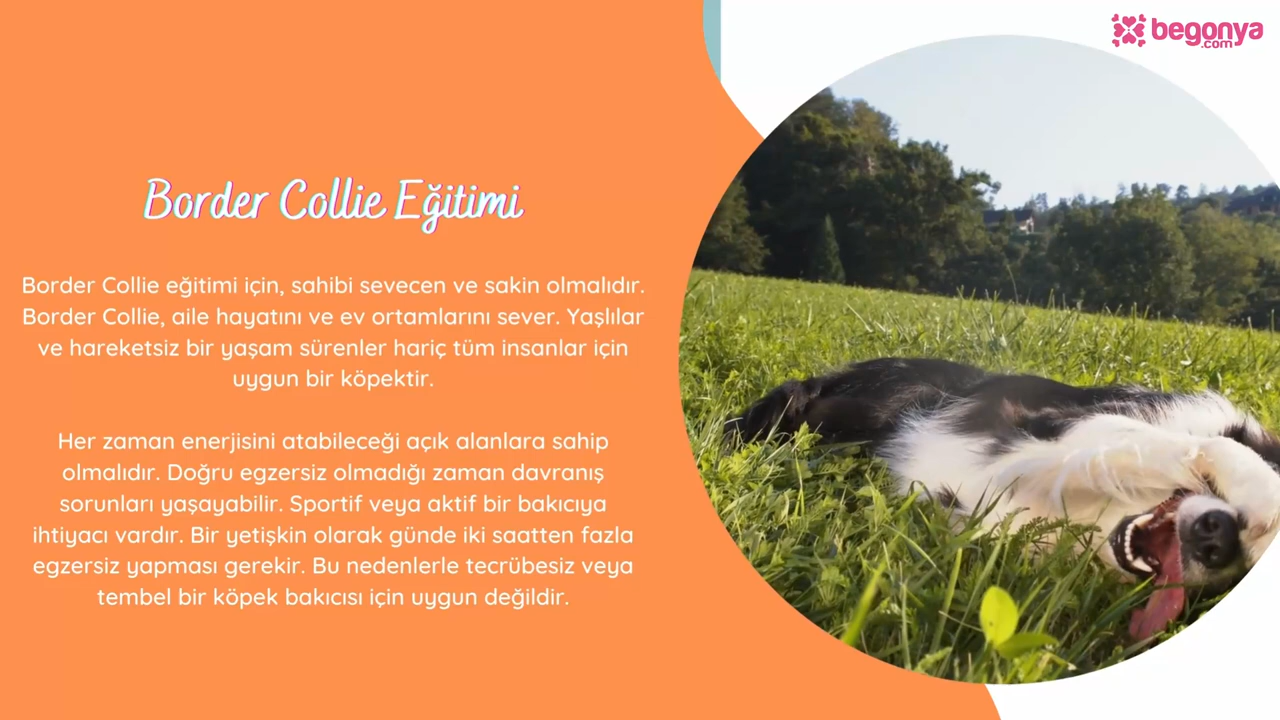 begonya
.com
Border Collie Eğitimi
Border Collie eğitimi için, sahibi sevecen ve sakin olmalıdır.
Border Collie, aile hayatını ve ev ortamlarını sever. Yaşlılar
ve hareketsiz bir yaşam sürenler hariç tüm insanlar için
uygun bir köpektir.
Her zaman enerjisini atabileceği açık alanlara sahip
olmalıdır. Doğru egzersiz olmadığı zaman davranış
sorunları yaşayabilir. Sportif veya aktif bir bakıcıya
ihtiyacı vardır. Bir yetişkin olarak günde iki saatten fazla
egzersiz yapması gerekir. Bu nedenlerle tecrübesiz veya
tembel bir köpek bakıcısı için uygun değildir.